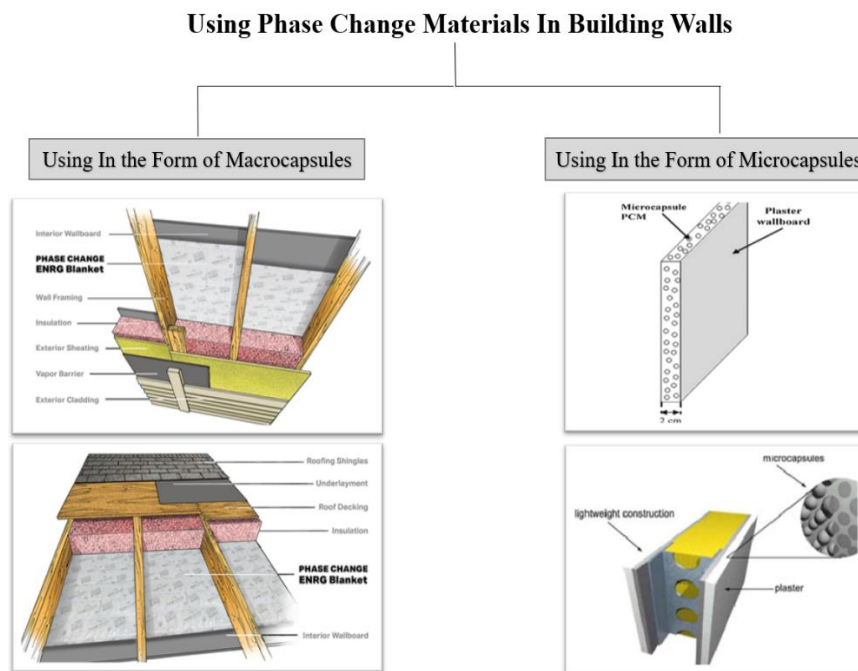 Using Phase Change Materials In Building Walls
Using In the Form of Macrocapsules
Using In the Form of Microcapsules
Interior Wallboard
PHASE CHANGE
ENRG Blanket
Wall Framing
Insulation
Exterior Sheating
Vapor Barrier
Exterior Cladding
Microcapsule
PCM
Plaster
wallboard
2 cm
Roofing Shingles
Underlayment
Roof Decking
Insulation
PHASE CHANGE
ENRG Blanket
Interior Wallboard
microcapsules
lightweight construction
plaster